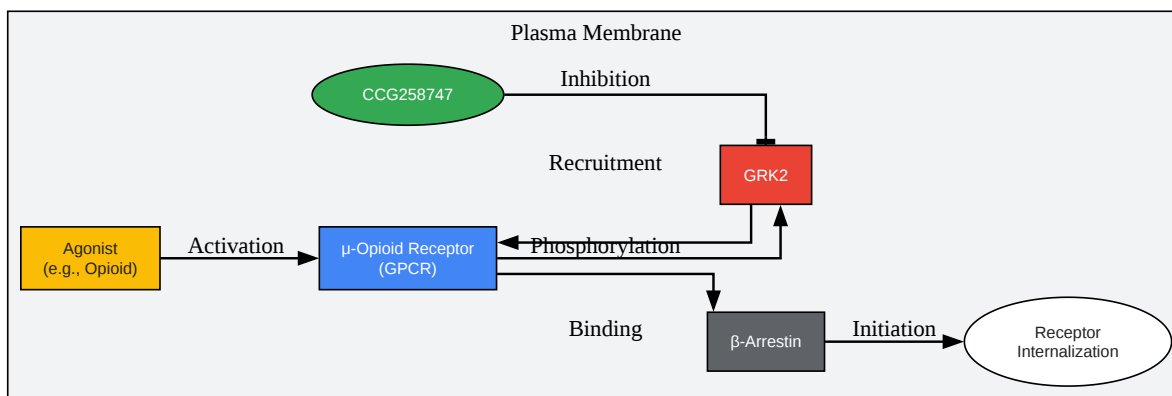 Plasma Membrane
CCG258747
Inhibition
Recruitment
GRK2
Agonist
(e.g., Opioid)
Activation
μ-Opioid Receptor
(GPCR)
Phosphorylation
Binding
β-Arrestin
Initiation
Receptor
Internalization